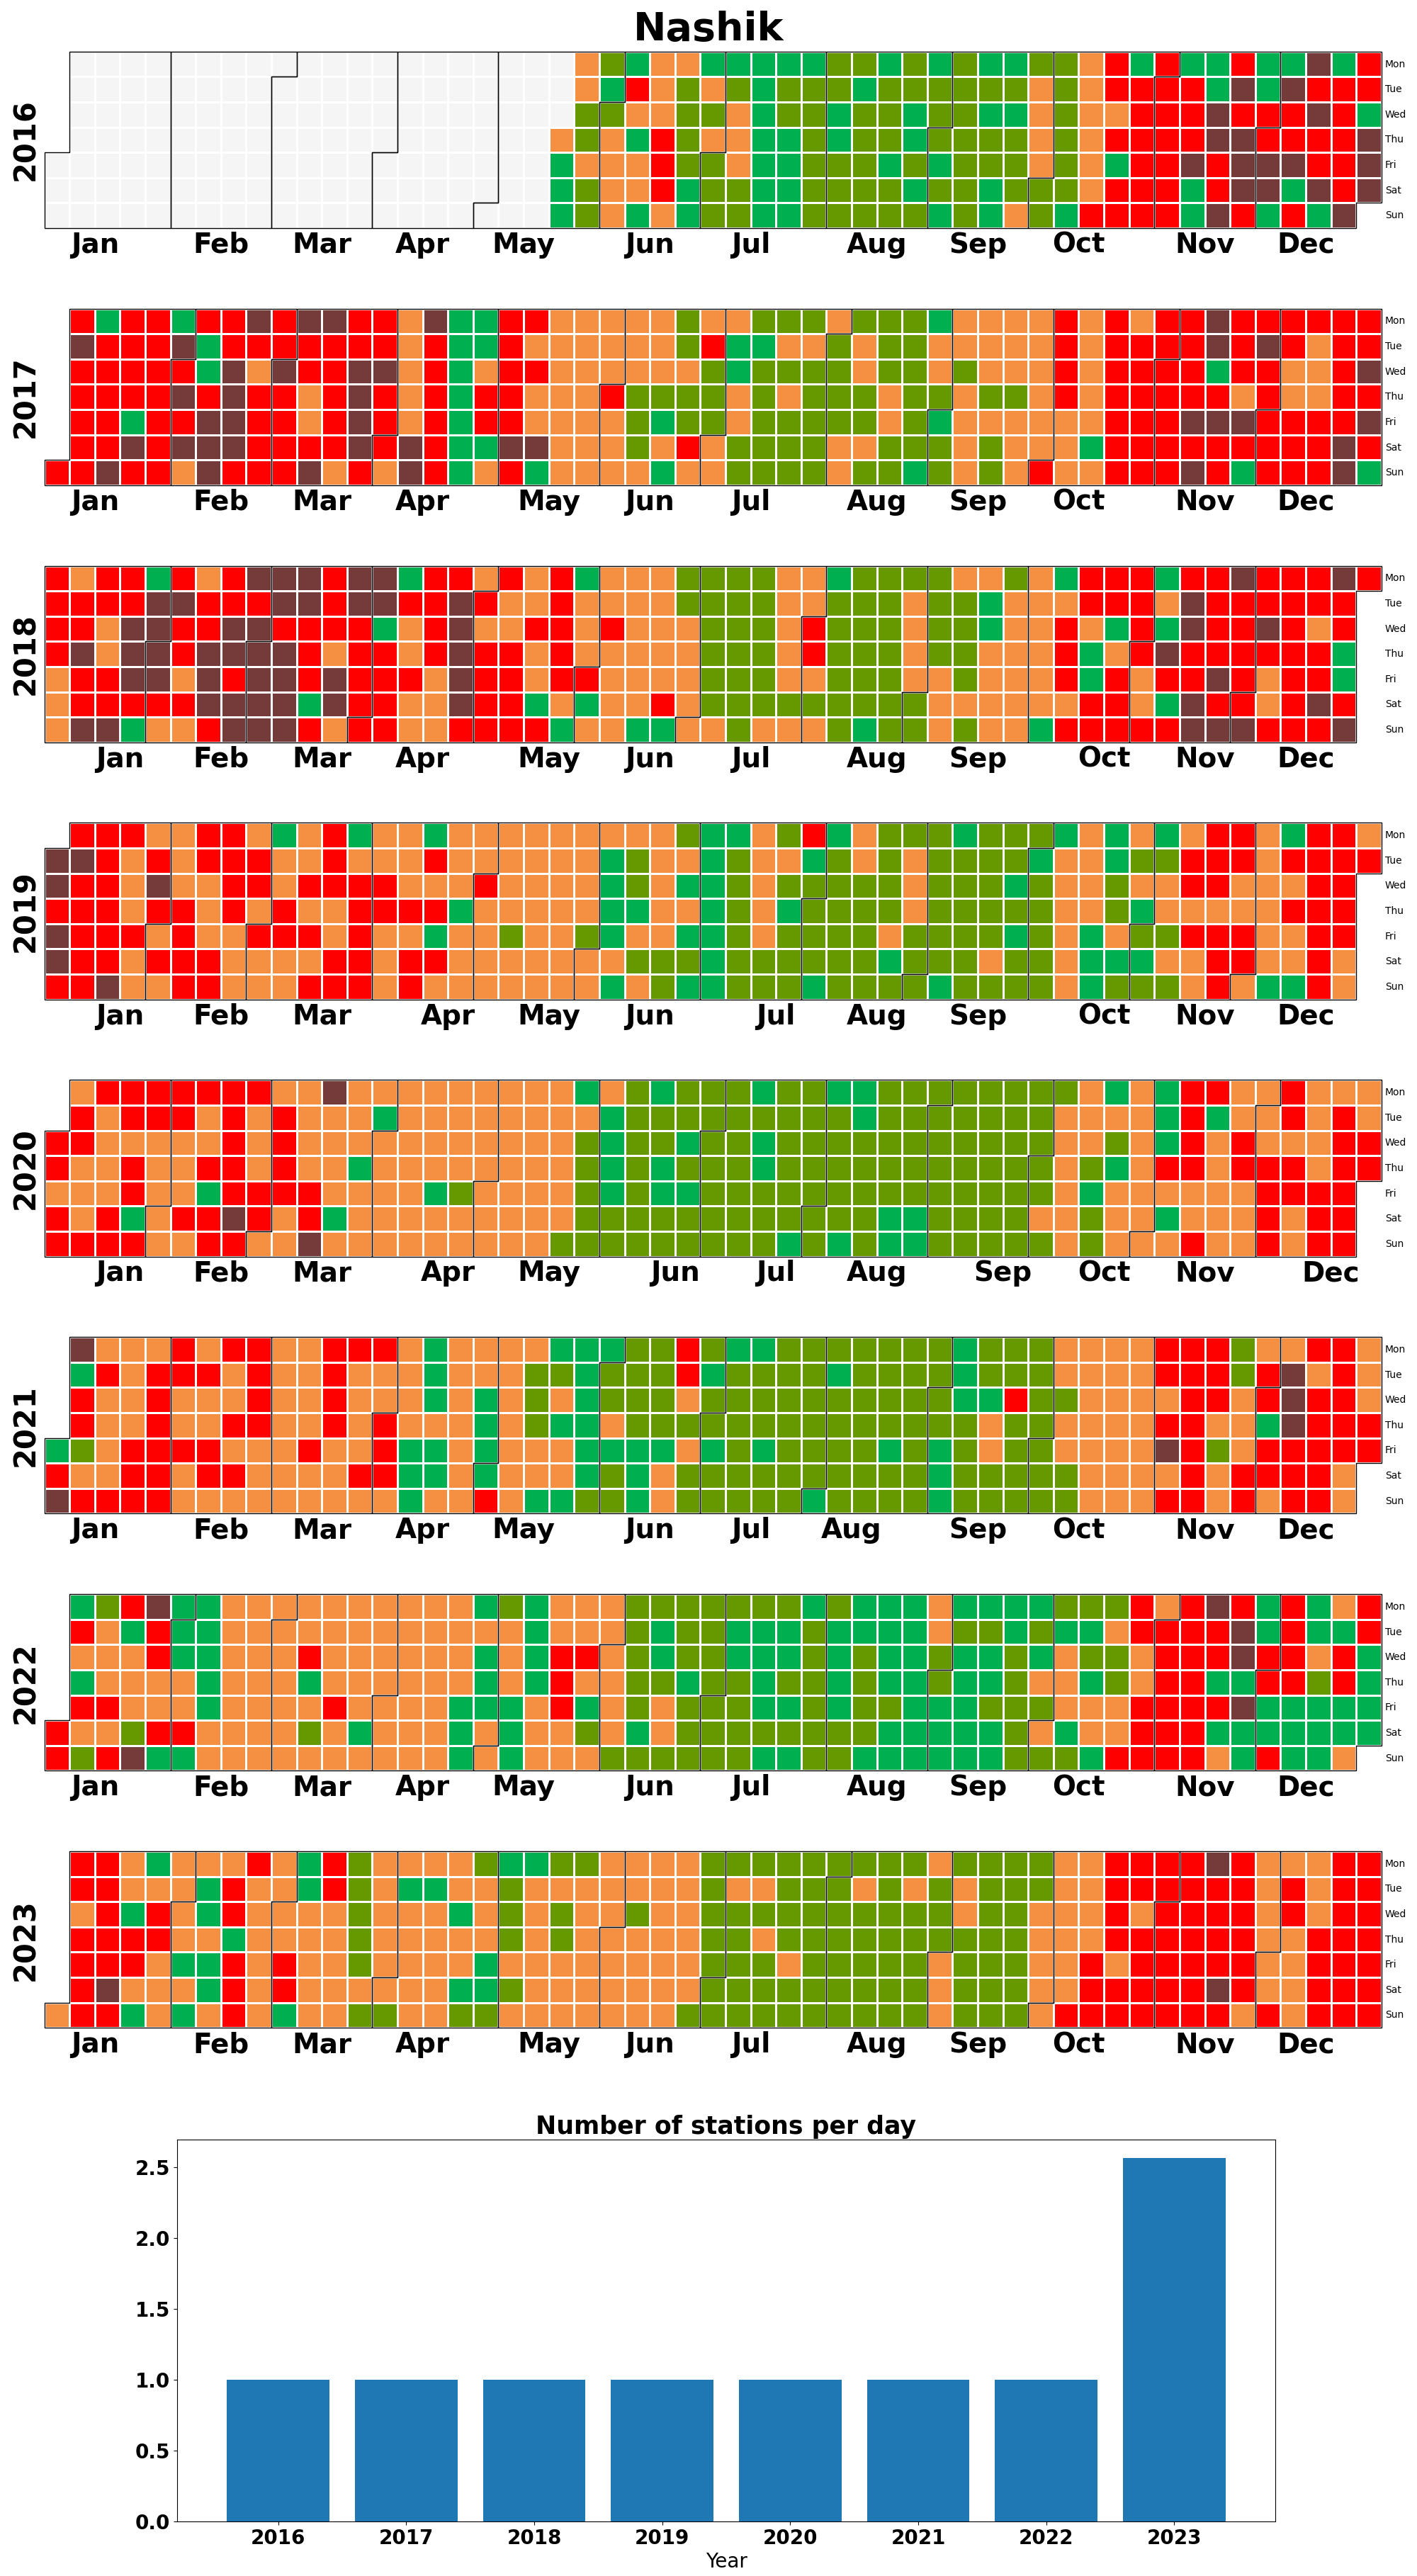 Nashik
2016
Mon
Tue
Wed
Thu
Fri
Sat
Sun
Jan Feb Mar Apr May Jun Jul Aug Sep Oct Nov Dec
2017
Mon
Tue
Wed
Thu
Fri
Sat
Sun
Jan Feb Mar Apr May Jun Jul Aug Sep Oct Nov Dec
2018
Mon
Tue
Wed
Thu
Fri
Sat
Sun
Jan Feb Mar Apr May Jun Jul Aug Sep Oct Nov Dec
2019
Mon
Tue
Wed
Thu
Fri
Sat
Sun
Jan Feb Mar Apr May Jun Jul Aug Sep Oct Nov Dec
2020
Mon
Tue
Wed
Thu
Fri
Sat
Sun
Jan Feb Mar Apr May Jun Jul Aug Sep Oct Nov Dec
2021
Mon
Tue
Wed
Thu
Fri
Sat
Sun
Jan Feb Mar Apr May Jun Jul Aug Sep Oct Nov Dec
2022
Mon
Tue
Wed
Thu
Fri
Sat
Sun
Jan Feb Mar Apr May Jun Jul Aug Sep Oct Nov Dec
2023
Mon
Tue
Wed
Thu
Fri
Sat
Sun
Jan Feb Mar Apr May Jun Jul Aug Sep Oct Nov Dec
Number of stations per day
2.5
2.0
1.5
1.0
0.5
0.0
2016 2017 2018 2019 2020 2021 2022 2023
Year